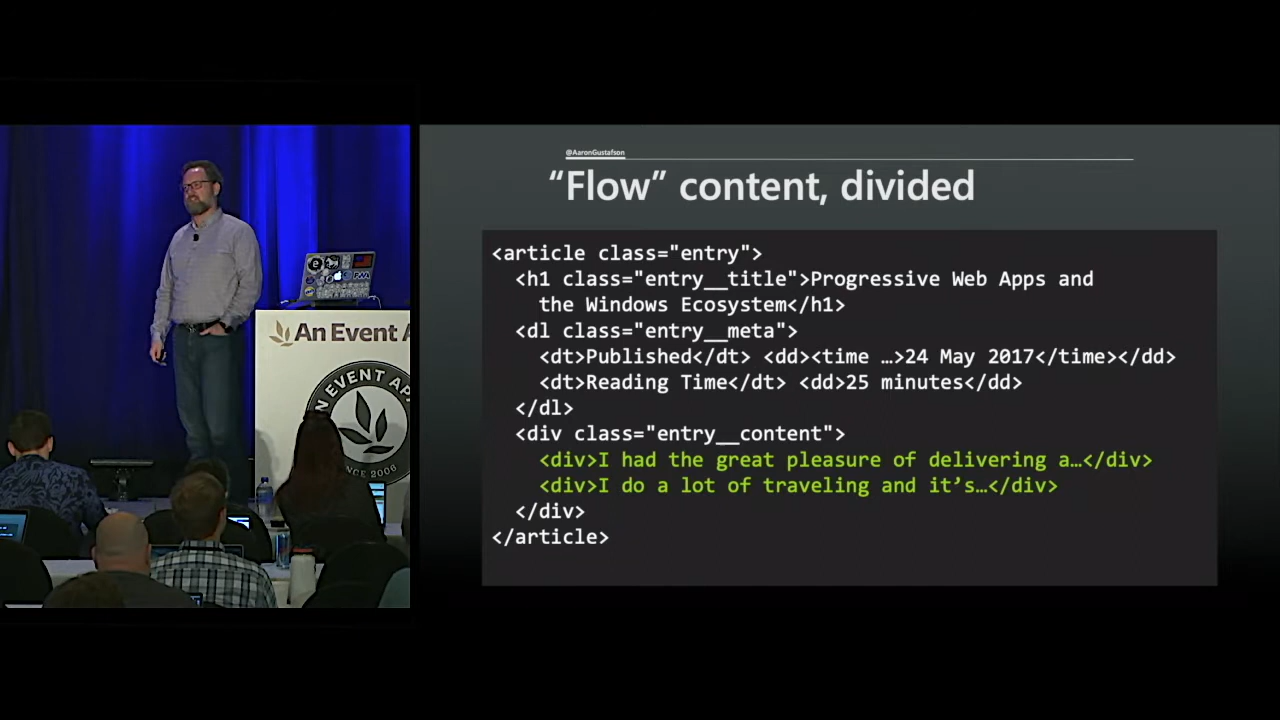 @AaronGustafson
“Flow” content, divided
<article class="entry">
<h1 class="entry__title">Progressive Web Apps and
the Windows Ecosystem</h1>
<dl class="entry__meta">
<dt>Published</dt> <dd><time …>24 May 2017</time></dd>
<dt>Reading Time</dt> <dd>25 minutes</dd>
</dl>
<div class="entry__content">
<div>I had the great pleasure of delivering a…</div>
<div>I do a lot of traveling and it’s…</div>
</div>
</article>
An Event A
N EVENT APA
NCE 2006